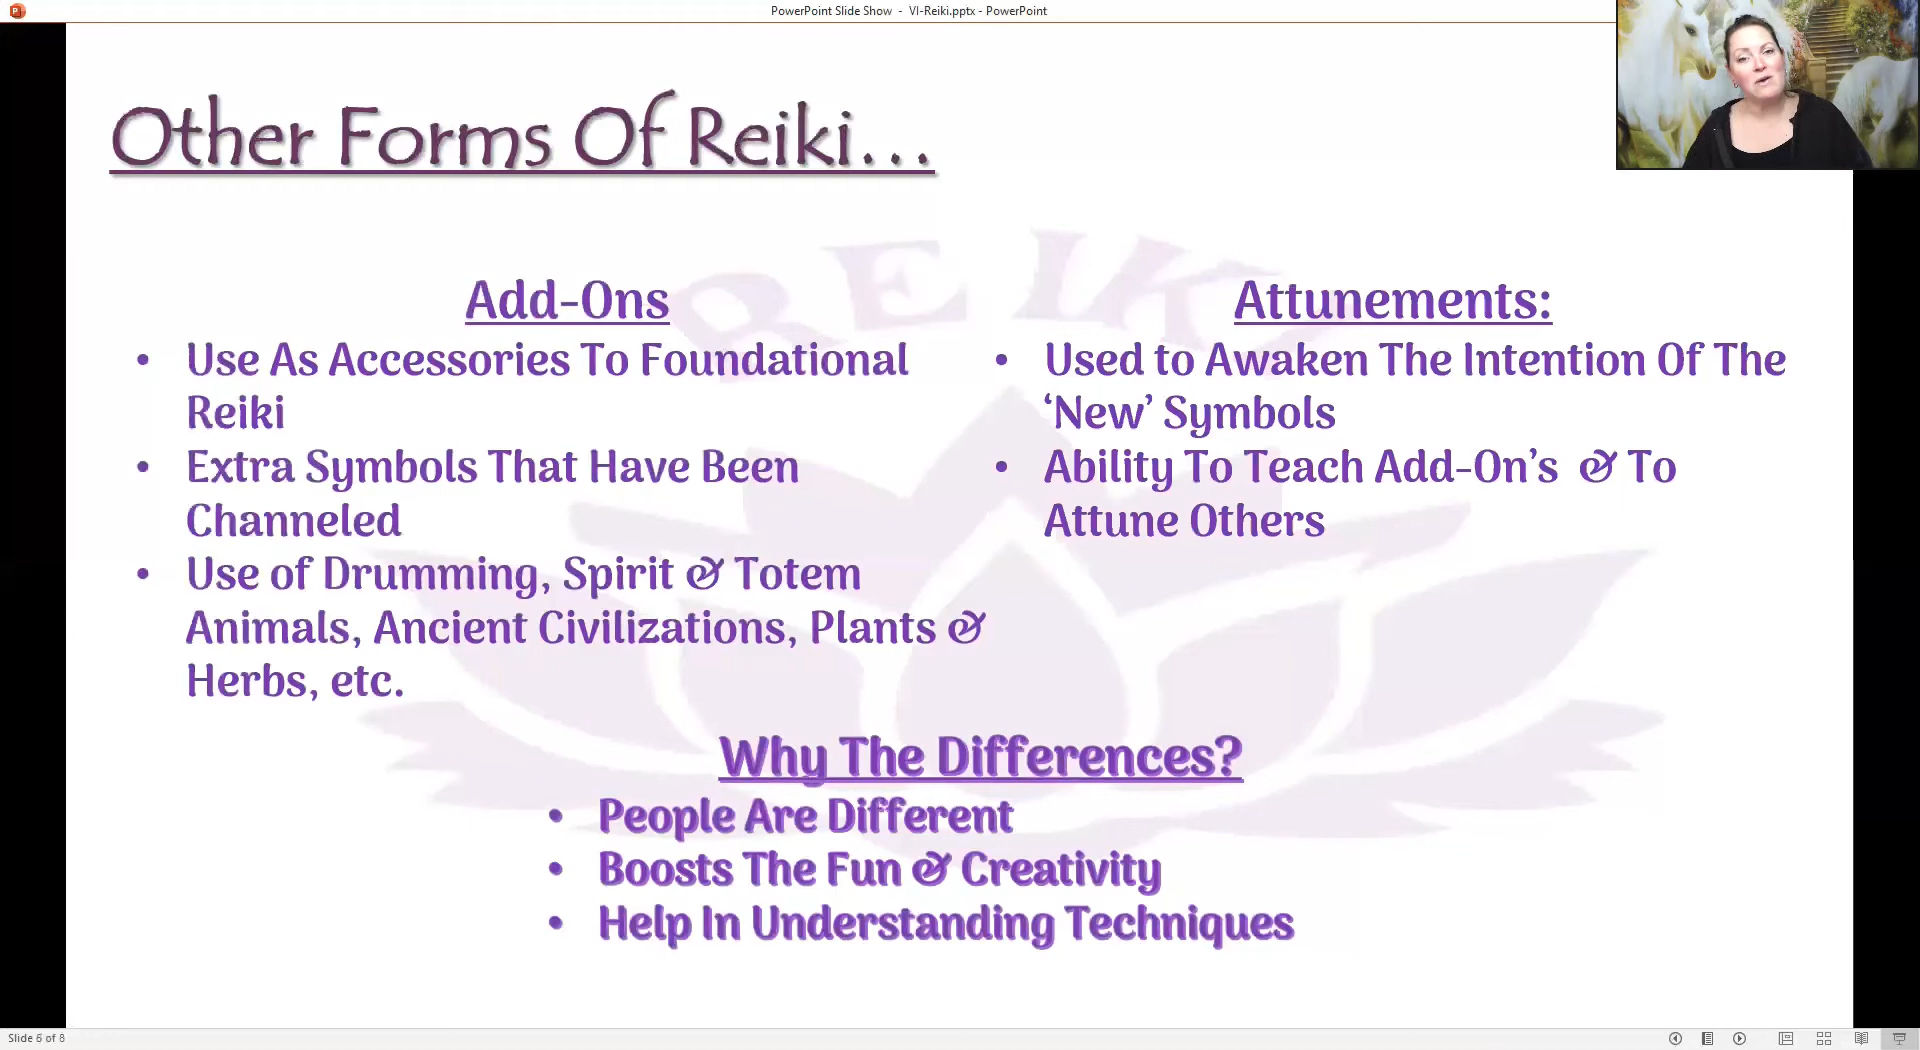 PowerPoint Slide Show - VI-Reiki.pptx - PowerPoint
Other Forms Of Reiki...
REIKI
Add-Ons
• Use As Accessories To Foundational
Reiki
• Extra Symbols That Have Been
Channeled
• Use of Drumming, Spirit & Totem
Animals, Ancient Civilizations, Plants &
Herbs, etc.
Attunements:
• Used to Awaken The Intention Of The
‘New’ Symbols
• Ability To Teach Add-On’s & To
Attune Others
Why The Differences?
• People Are Different
• Boosts The Fun & Creativity
• Help In Understanding Techniques
Slide 6 of 8